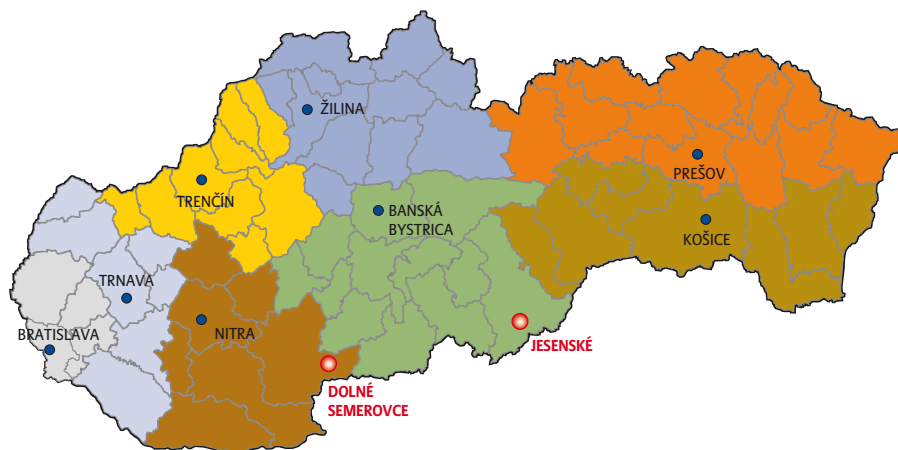 ŽILINA
PREŠOV
TRENČÍN
BANSKÁ
BYSTRICA
KOŠICE
TRNAVA
BRATISLAVA
NITRA
JESENSKÉ
DOLNÉ
SEMEROVCE